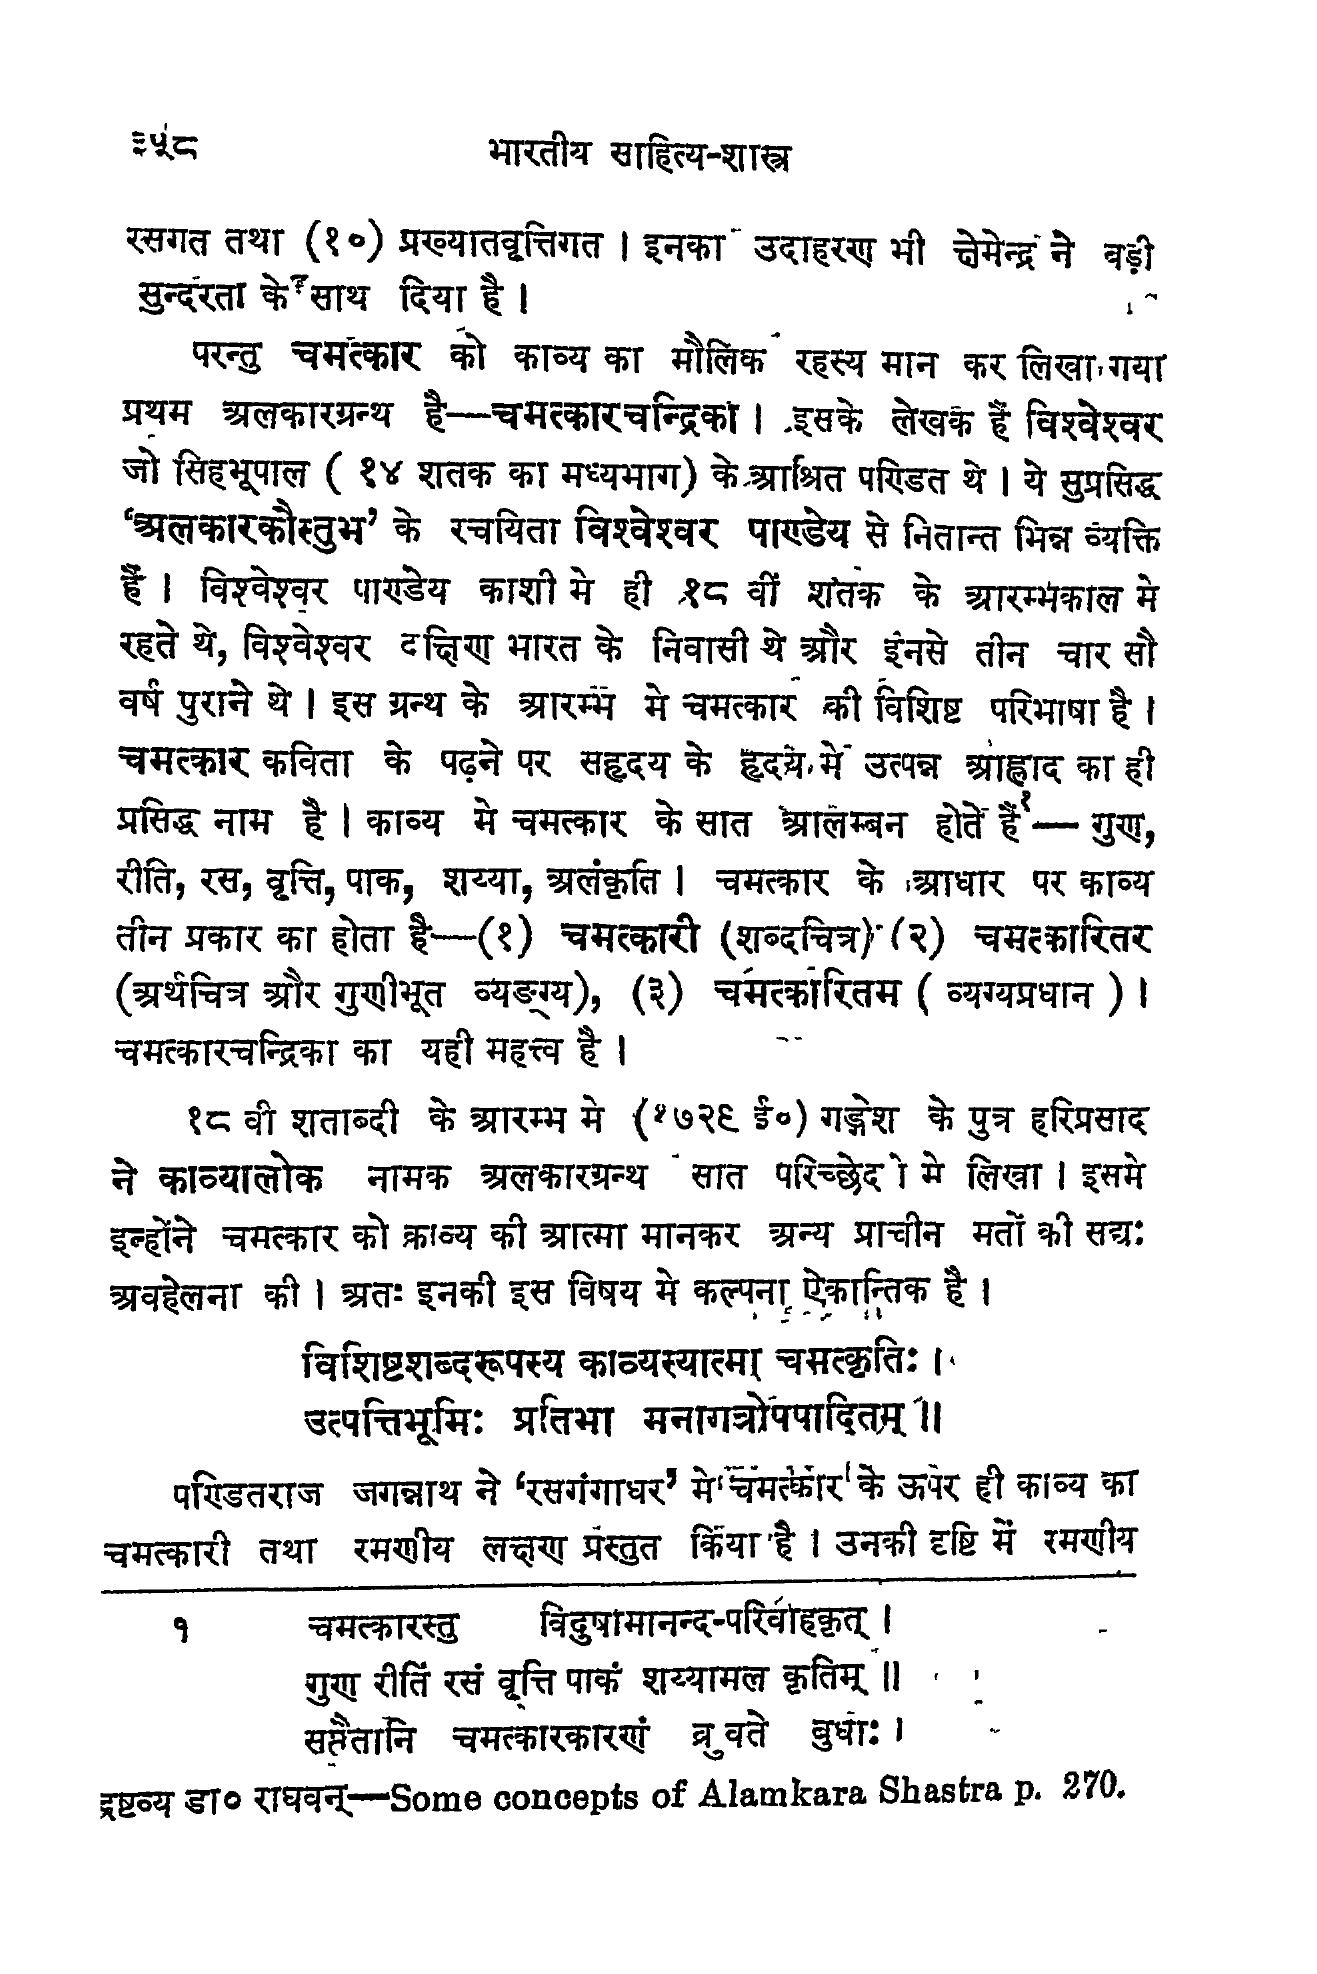 ३५८ भारतीय साहित्य-शास्त्र
रसगत तथा (१०) प्रख्यातवृत्तिगत । इनका उदाहरण भी क्षेमेन्द्र ने वड़ी
सुन्दरता के साथ दिया है ।
परन्तु चमत्कार को काव्य का मौलिक रहस्य मान कर लिखा गया
प्रथम अलकारग्रन्थ है—चमत्कारचन्द्रिका । इसके लेखक हैं विश्वेश्वर
जो सिहभूपाल ( १४ शतक का मध्यभाग) के आश्रित पण्डित थे । ये सुप्रसिद्ध
‘अलकारकौस्तुभ’ के रचयिता विश्वेश्वर पाण्डेय से नितान्त भिन्न व्यक्ति
हैं । विश्वेश्वर पाण्डेय काशी मे ही १८ वीं शतक के आरम्भकाल मे
रहते थे, विश्वेश्वर दक्षिण भारत के निवासी थे और इनसे तीन चार सौ
वर्ष पुराने थे । इस ग्रन्थ के आरम्भ मे चमत्कार की विशिष्ट परिभाषा है ।
चमत्कार कविता के पढ़ने पर सहृदय के हृदय में उत्पन्न आह्लाद का ही
प्रसिद्ध नाम है । काव्य मे चमत्कार के सात आलम्बन होते हैं१— गुण,
रीति, रस, वृत्ति, पाक, शय्या, अलंकृति । चमत्कार के आधार पर काव्य
तीन प्रकार का होता है—(१) चमत्कारी (शब्दचित्र) (२) चमत्कारितर
(अर्थचित्र और गुणीभूत व्यङ्ग्य), (३) चमत्कारितम ( व्यग्यप्रधान ) ।
चमत्कारचन्द्रिका का यही महत्त्व है ।
१८ वी शताब्दी के आरम्भ मे (१७२९ ई०) गङ्गेश के पुत्र हरिप्रसाद
ने काव्यालोक नामक अलकारग्रन्थ सात परिच्छेदो मे लिखा । इसमे
इन्होंने चमत्कार को काव्य की आत्मा मानकर अन्य प्राचीन मतों की सद्यः
अवहेलना की । अतः इनकी इस विषय मे कल्पना ऐकान्तिक है ।
विशिष्टशब्दरूपस्य काव्यस्यात्मा चमत्कृतिः ।
उत्पत्तिभूमिः प्रतिभा मनागत्रोपपादितम् ॥
पण्डितराज जगन्नाथ ने ‘रसगंगाधर’ मे चमत्कार के ऊपर ही काव्य का
चमत्कारी तथा रमणीय लक्षण प्रस्तुत किया है । उनकी दृष्टि में रमणीय
१ चमत्कारस्तु विदुषामानन्द-परिवाहकृत् ।
गुण रीतिं रसं वृत्ति पाकं शय्यामल कृतिम् ॥
सप्तैतानि चमत्कारकारणं ब्रुवते बुधाः ।
द्रष्टव्य डा० राघवन्—Some concepts of Alamkara Shastra p. 270.